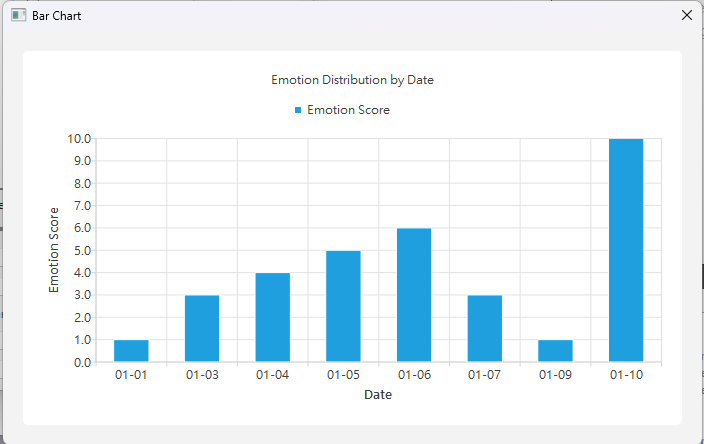 Bar Chart
Emotion Distribution by Date
Emotion Score
10.0
9.0
8.0
7.0
6.0
5.0
4.0
3.0
2.0
1.0
0.0
Emotion Score
01-01 01-03 01-04 01-05 01-06 01-07 01-09 01-10
Date